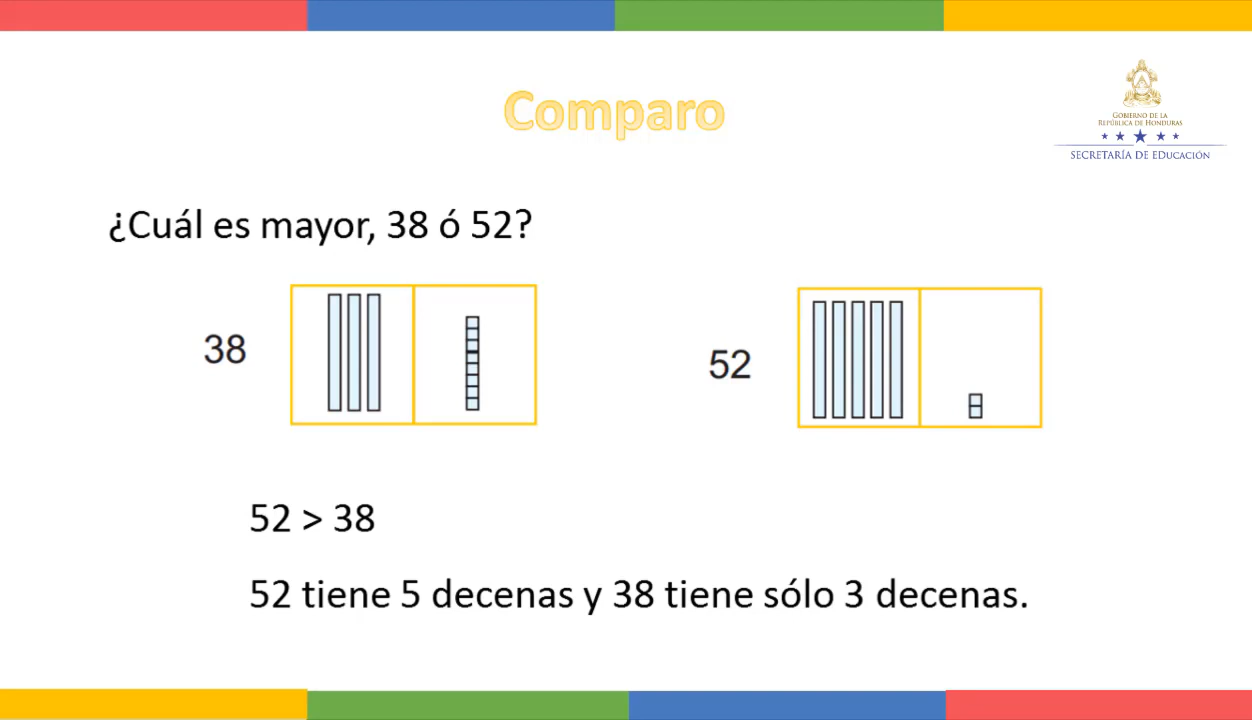 Comparo
GOBIERNO DE LA
REPÚBLICA DE HONDURAS
SECRETARÍA DE EDUCACIÓN
¿Cuál es mayor, 38 ó 52?
38
52
52 > 38
52 tiene 5 decenas y 38 tiene sólo 3 decenas.